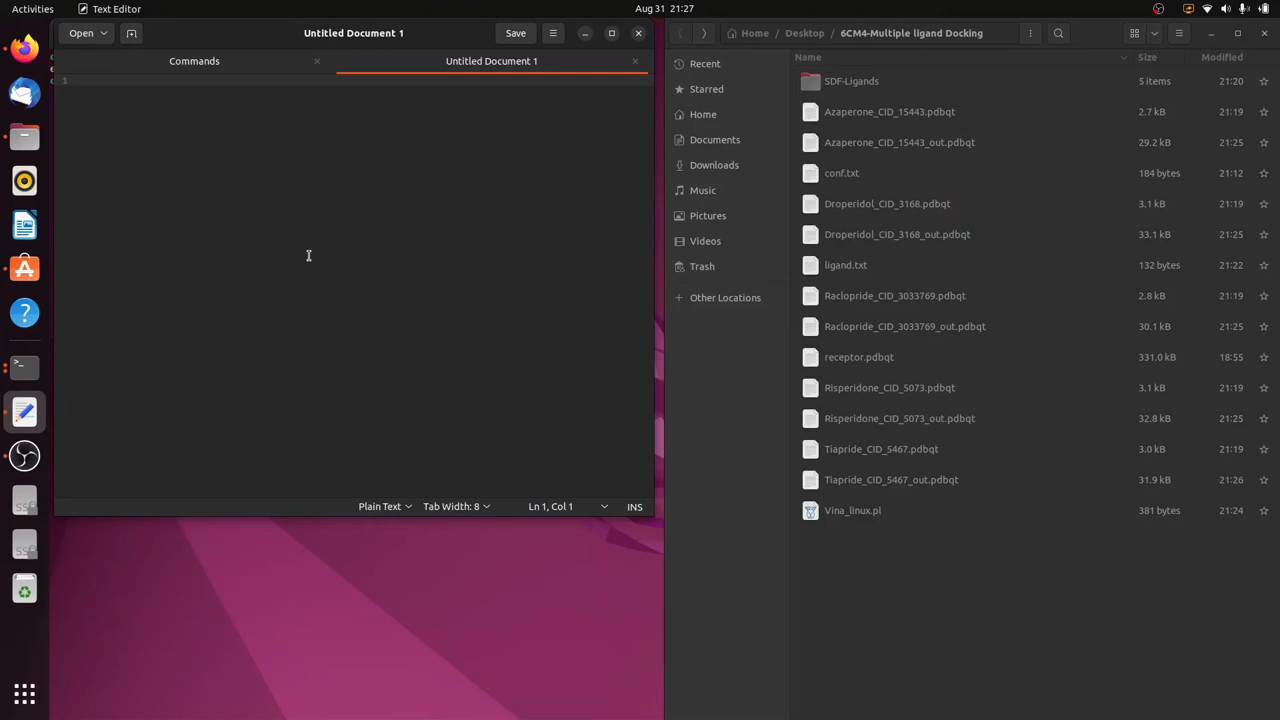 Activities Text Editor Aug 31 21:27
Open Untitled Document 1 Save
Commands Untitled Document 1
1
Plain Text Tab Width: 8 Ln 1, Col 1 INS
Home / Desktop / 6CM4-Multiple ligand Docking
Recent
Starred
Home
Documents
Downloads
Music
Pictures
Videos
Trash
Other Locations
Name Size Modified
SDF-Ligands 5 items 21:20
Azaperone_CID_15443.pdbqt 2.7 kB 21:19
Azaperone_CID_15443_out.pdbqt 29.2 kB 21:25
conf.txt 184 bytes 21:12
Droperidol_CID_3168.pdbqt 3.1 kB 21:19
Droperidol_CID_3168_out.pdbqt 33.1 kB 21:25
ligand.txt 132 bytes 21:22
Raclopride_CID_3033769.pdbqt 2.8 kB 21:19
Raclopride_CID_3033769_out.pdbqt 30.1 kB 21:25
receptor.pdbqt 331.0 kB 18:55
Risperidone_CID_5073.pdbqt 3.1 kB 21:19
Risperidone_CID_5073_out.pdbqt 32.8 kB 21:25
Tiapride_CID_5467.pdbqt 3.0 kB 21:19
Tiapride_CID_5467_out.pdbqt 31.9 kB 21:26
Vina_linux.pl 381 bytes 21:24